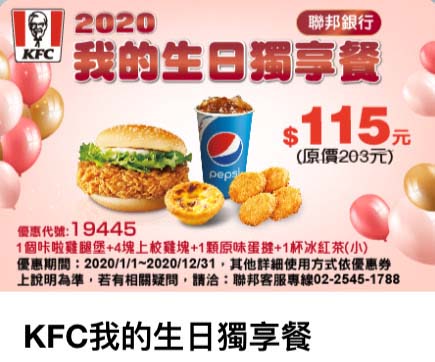 2020
聯邦銀行
KFC
我的生日獨享餐
$115元
(原價203元)
pepsi
優惠代號:19445
1個咔啦雞腿堡+4塊上校雞塊+1顆原味蛋撻+1杯冰紅茶(小)
優惠期間：2020/1/1~2020/12/31，其他詳細使用方式依優惠券
上說明為準，若有相關疑問，請洽：聯邦客服專線02-2545-1788
KFC我的生日獨享餐